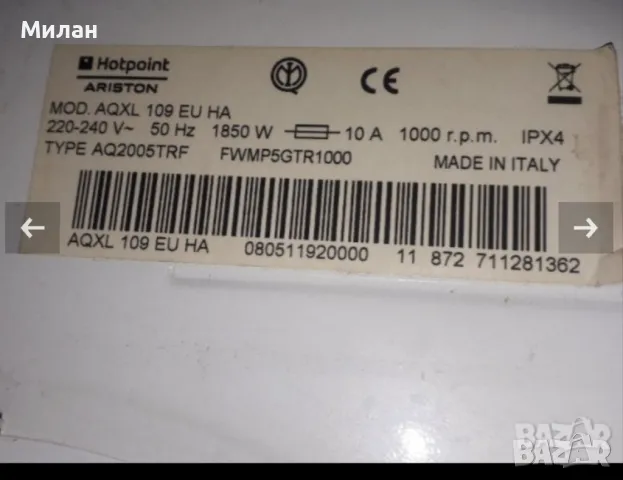 Милан
Hotpoint
ARISTON
MOD. AQXL 109 EU HA
220-240 V~ 50 Hz 1850 W 10 A 1000 r.p.m. IPX4
TYPE AQ2005TRF FWMP5GTR1000 MADE IN ITALY
AQXL 109 EU HA 080511920000 11 872 711281362
BAZAR
BAZAR